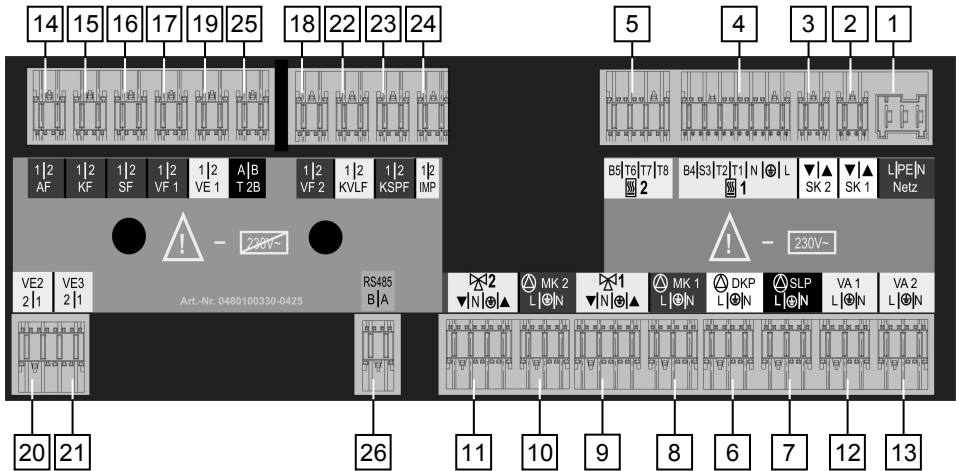 14 15 16 17 19 25 18 22 23 24 5 4 3 2 1
1|2 1|2 1|2 1|2 1|2 A|B 1|2 1|2 1|2 1|2 B5|T6|T7|T8 B4|S3|T2|T1|N|⏚|L ▼|▲ ▼|▲ L|PE|N
AF KF SF VF 1 VE 1 T 2B VF 2 KVLF KSPF IMP 2 1 SK 2 SK 1 Netz
! – 230V~ ! – 230V~
VE2 VE3 RS485 2 MK 2 1 MK 1 DKP SLP VA 1 VA 2
2|1 2|1 B|A ▼|N|⏚|▲ L|⏚|N ▼|N|⏚|▲ L|⏚|N L|⏚|N L|⏚|N L|⏚|N L|⏚|N
Art.-Nr. 0480100330-0425
20 21 26 11 10 9 8 6 7 12 13